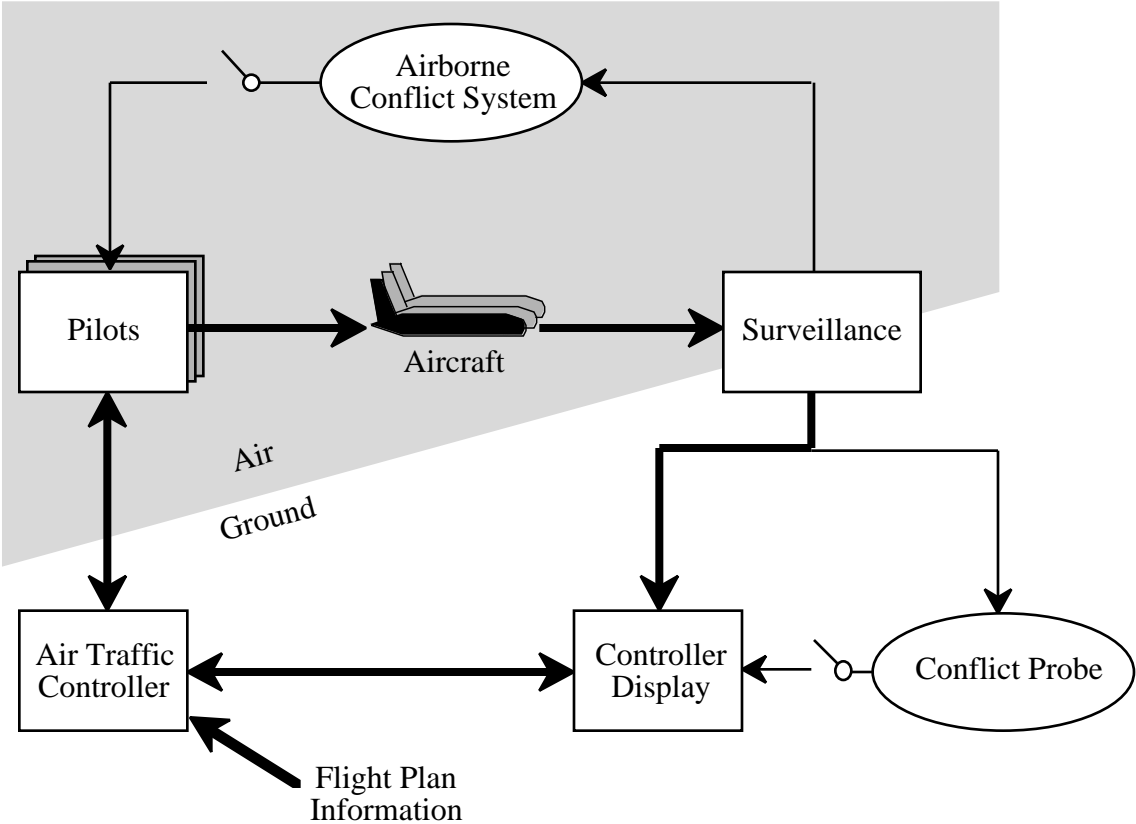 Airborne
Conflict System
Pilots
Aircraft
Surveillance
Air
Ground
Air Traffic
Controller
Controller
Display
Conflict Probe
Flight Plan
Information